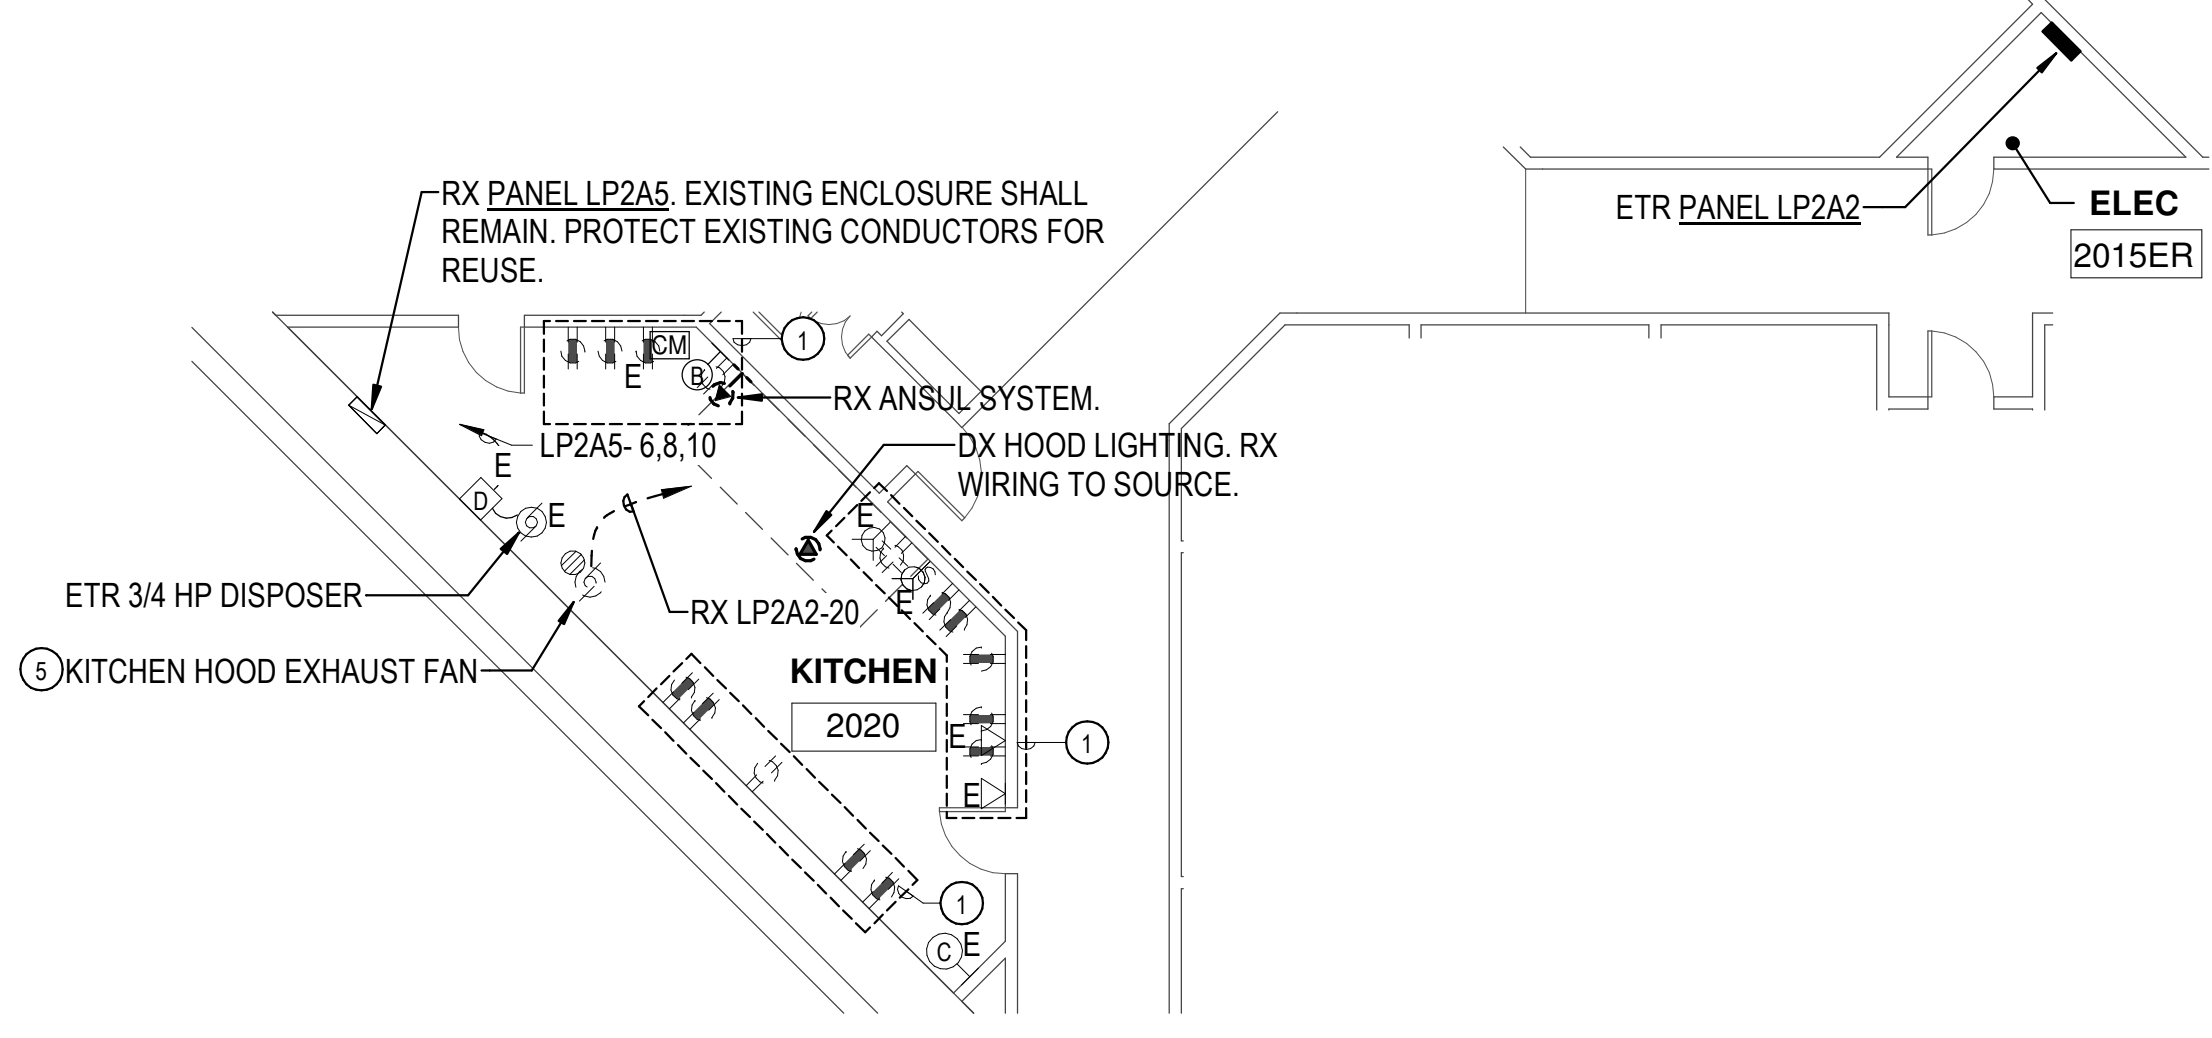 RX PANEL LP2A5. EXISTING ENCLOSURE SHALL
REMAIN. PROTECT EXISTING CONDUCTORS FOR
REUSE.
ETR PANEL LP2A2
ELEC
2015ER
CM
1
E
B
RX ANSUL SYSTEM.
LP2A5- 6,8,10
E
DX HOOD LIGHTING. RX
WIRING TO SOURCE.
D
E
E
ETR 3/4 HP DISPOSER
RX LP2A2-20
E
5
KITCHEN HOOD EXHAUST FAN
KITCHEN
2020
E
1
E
1
C
E